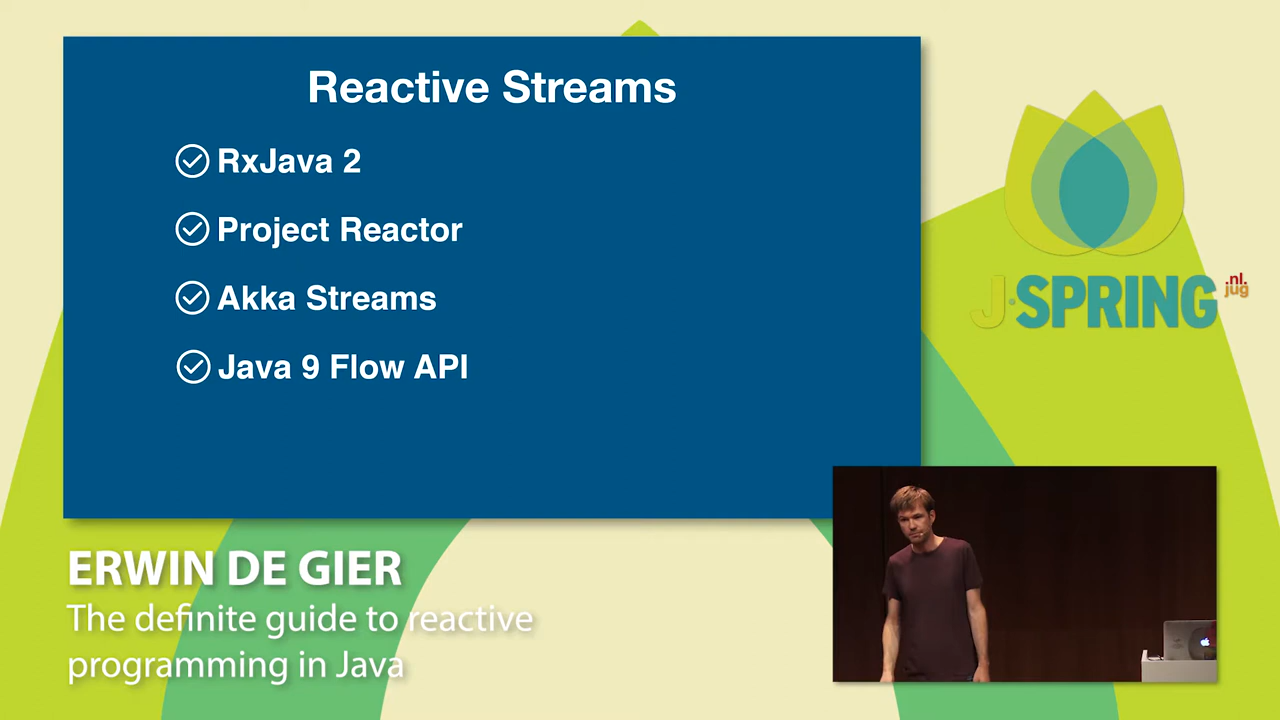 Reactive Streams
RxJava 2
Project Reactor
Akka Streams
Java 9 Flow API
J·SPRING
.nl.
jug
ERWIN DE GIER
The definite guide to reactive
programming in Java